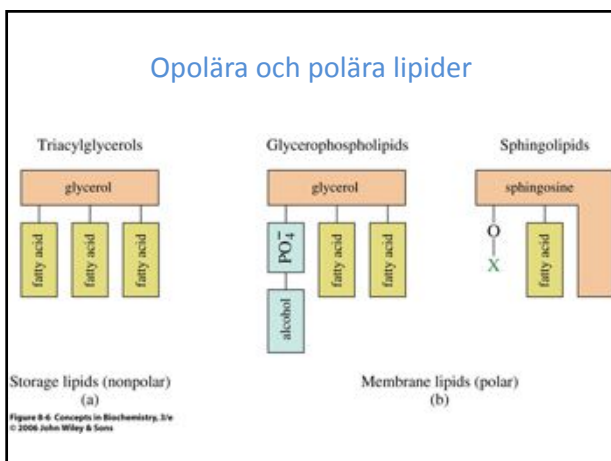 Opolära och polära lipider
Triacylglycerols
glycerol
fatty acid
fatty acid
fatty acid
Glycerophospholipids
glycerol
PO4−
alcohol
fatty acid
fatty acid
Sphingolipids
sphingosine
O
X
fatty acid
Storage lipids (nonpolar)
(a)
Membrane lipids (polar)
(b)
Figure 8-6 Concepts in Biochemistry, 3/e
© 2006 John Wiley & Sons